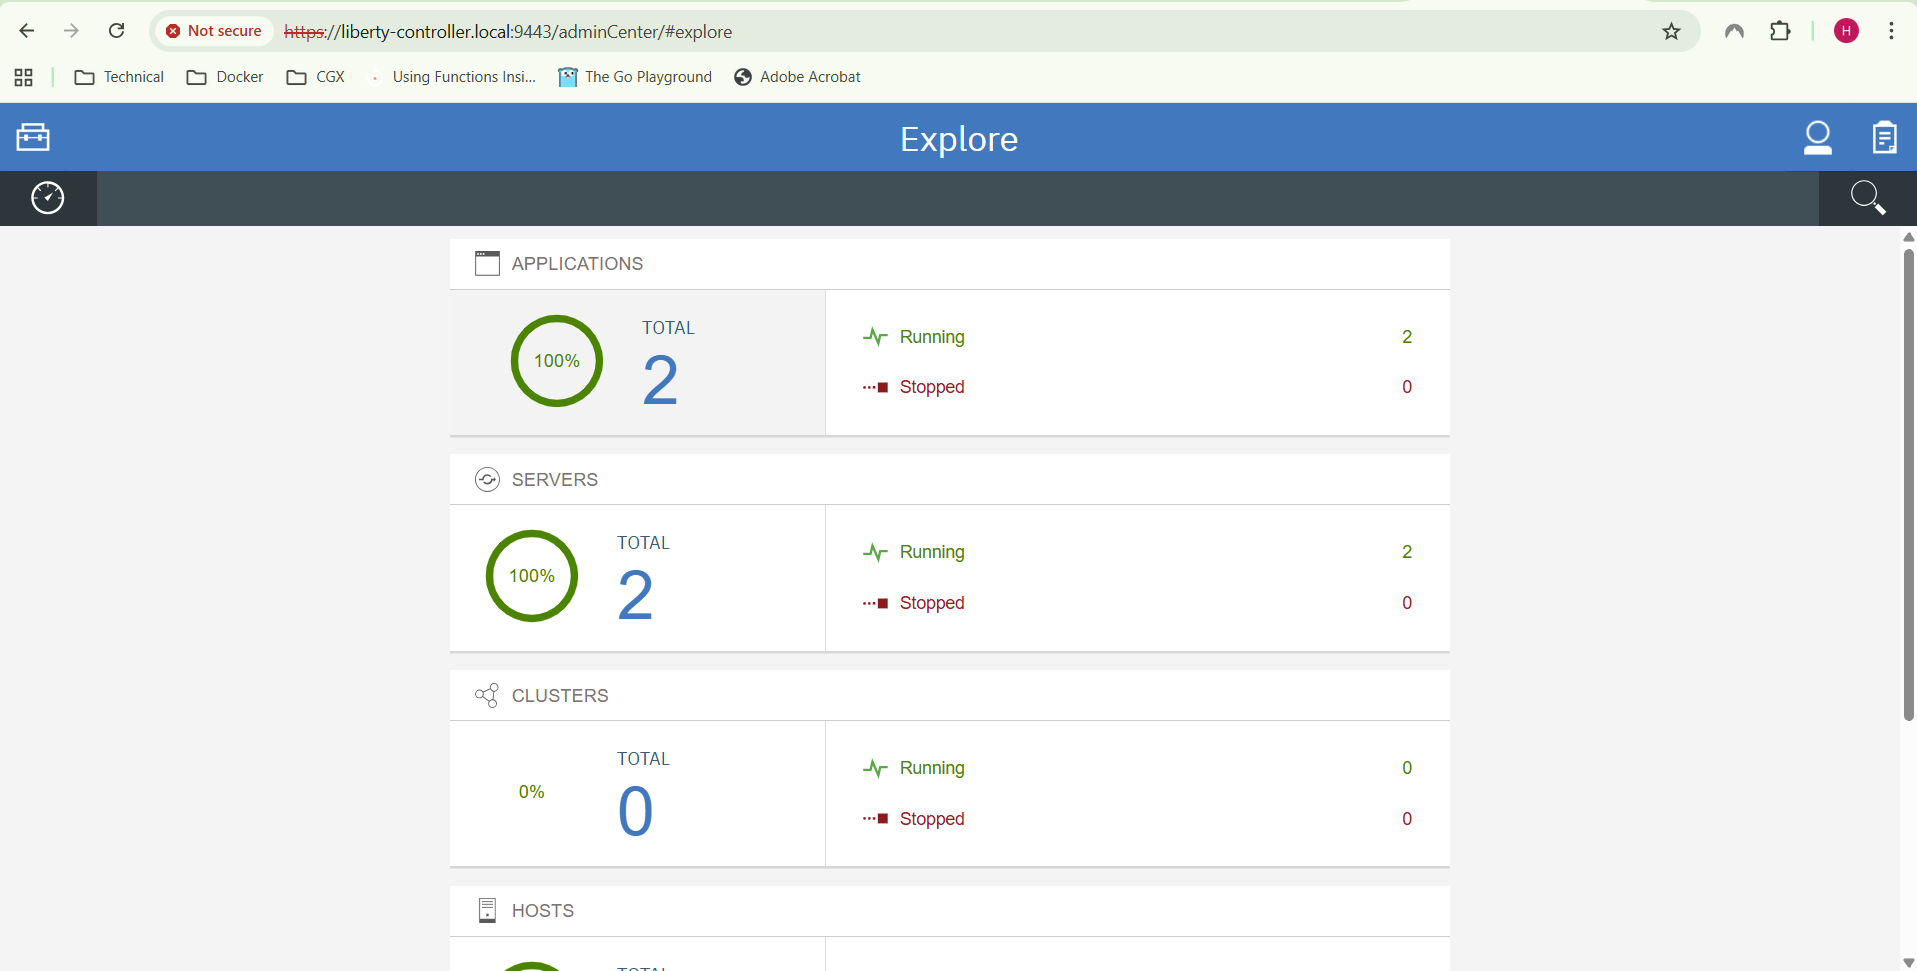 Not secure https://liberty-controller.local:9443/adminCenter/#explore H
Technical Docker CGX Using Functions Insi... The Go Playground Adobe Acrobat
Explore
APPLICATIONS
100% TOTAL 2
Running 2
Stopped 0
SERVERS
100% TOTAL 2
Running 2
Stopped 0
CLUSTERS
0% TOTAL 0
Running 0
Stopped 0
HOSTS
TOTAL